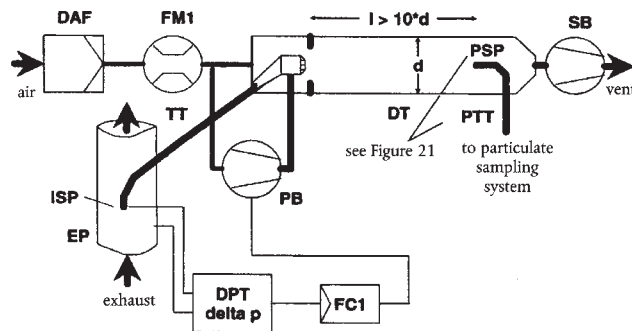 DAF
FM1
l > 10*d
SB
d
PSP
air
vent
TT
DT
PTT
see Figure 21
to particulate
sampling
system
ISP
PB
EP
exhaust
DPT
delta p
FC1